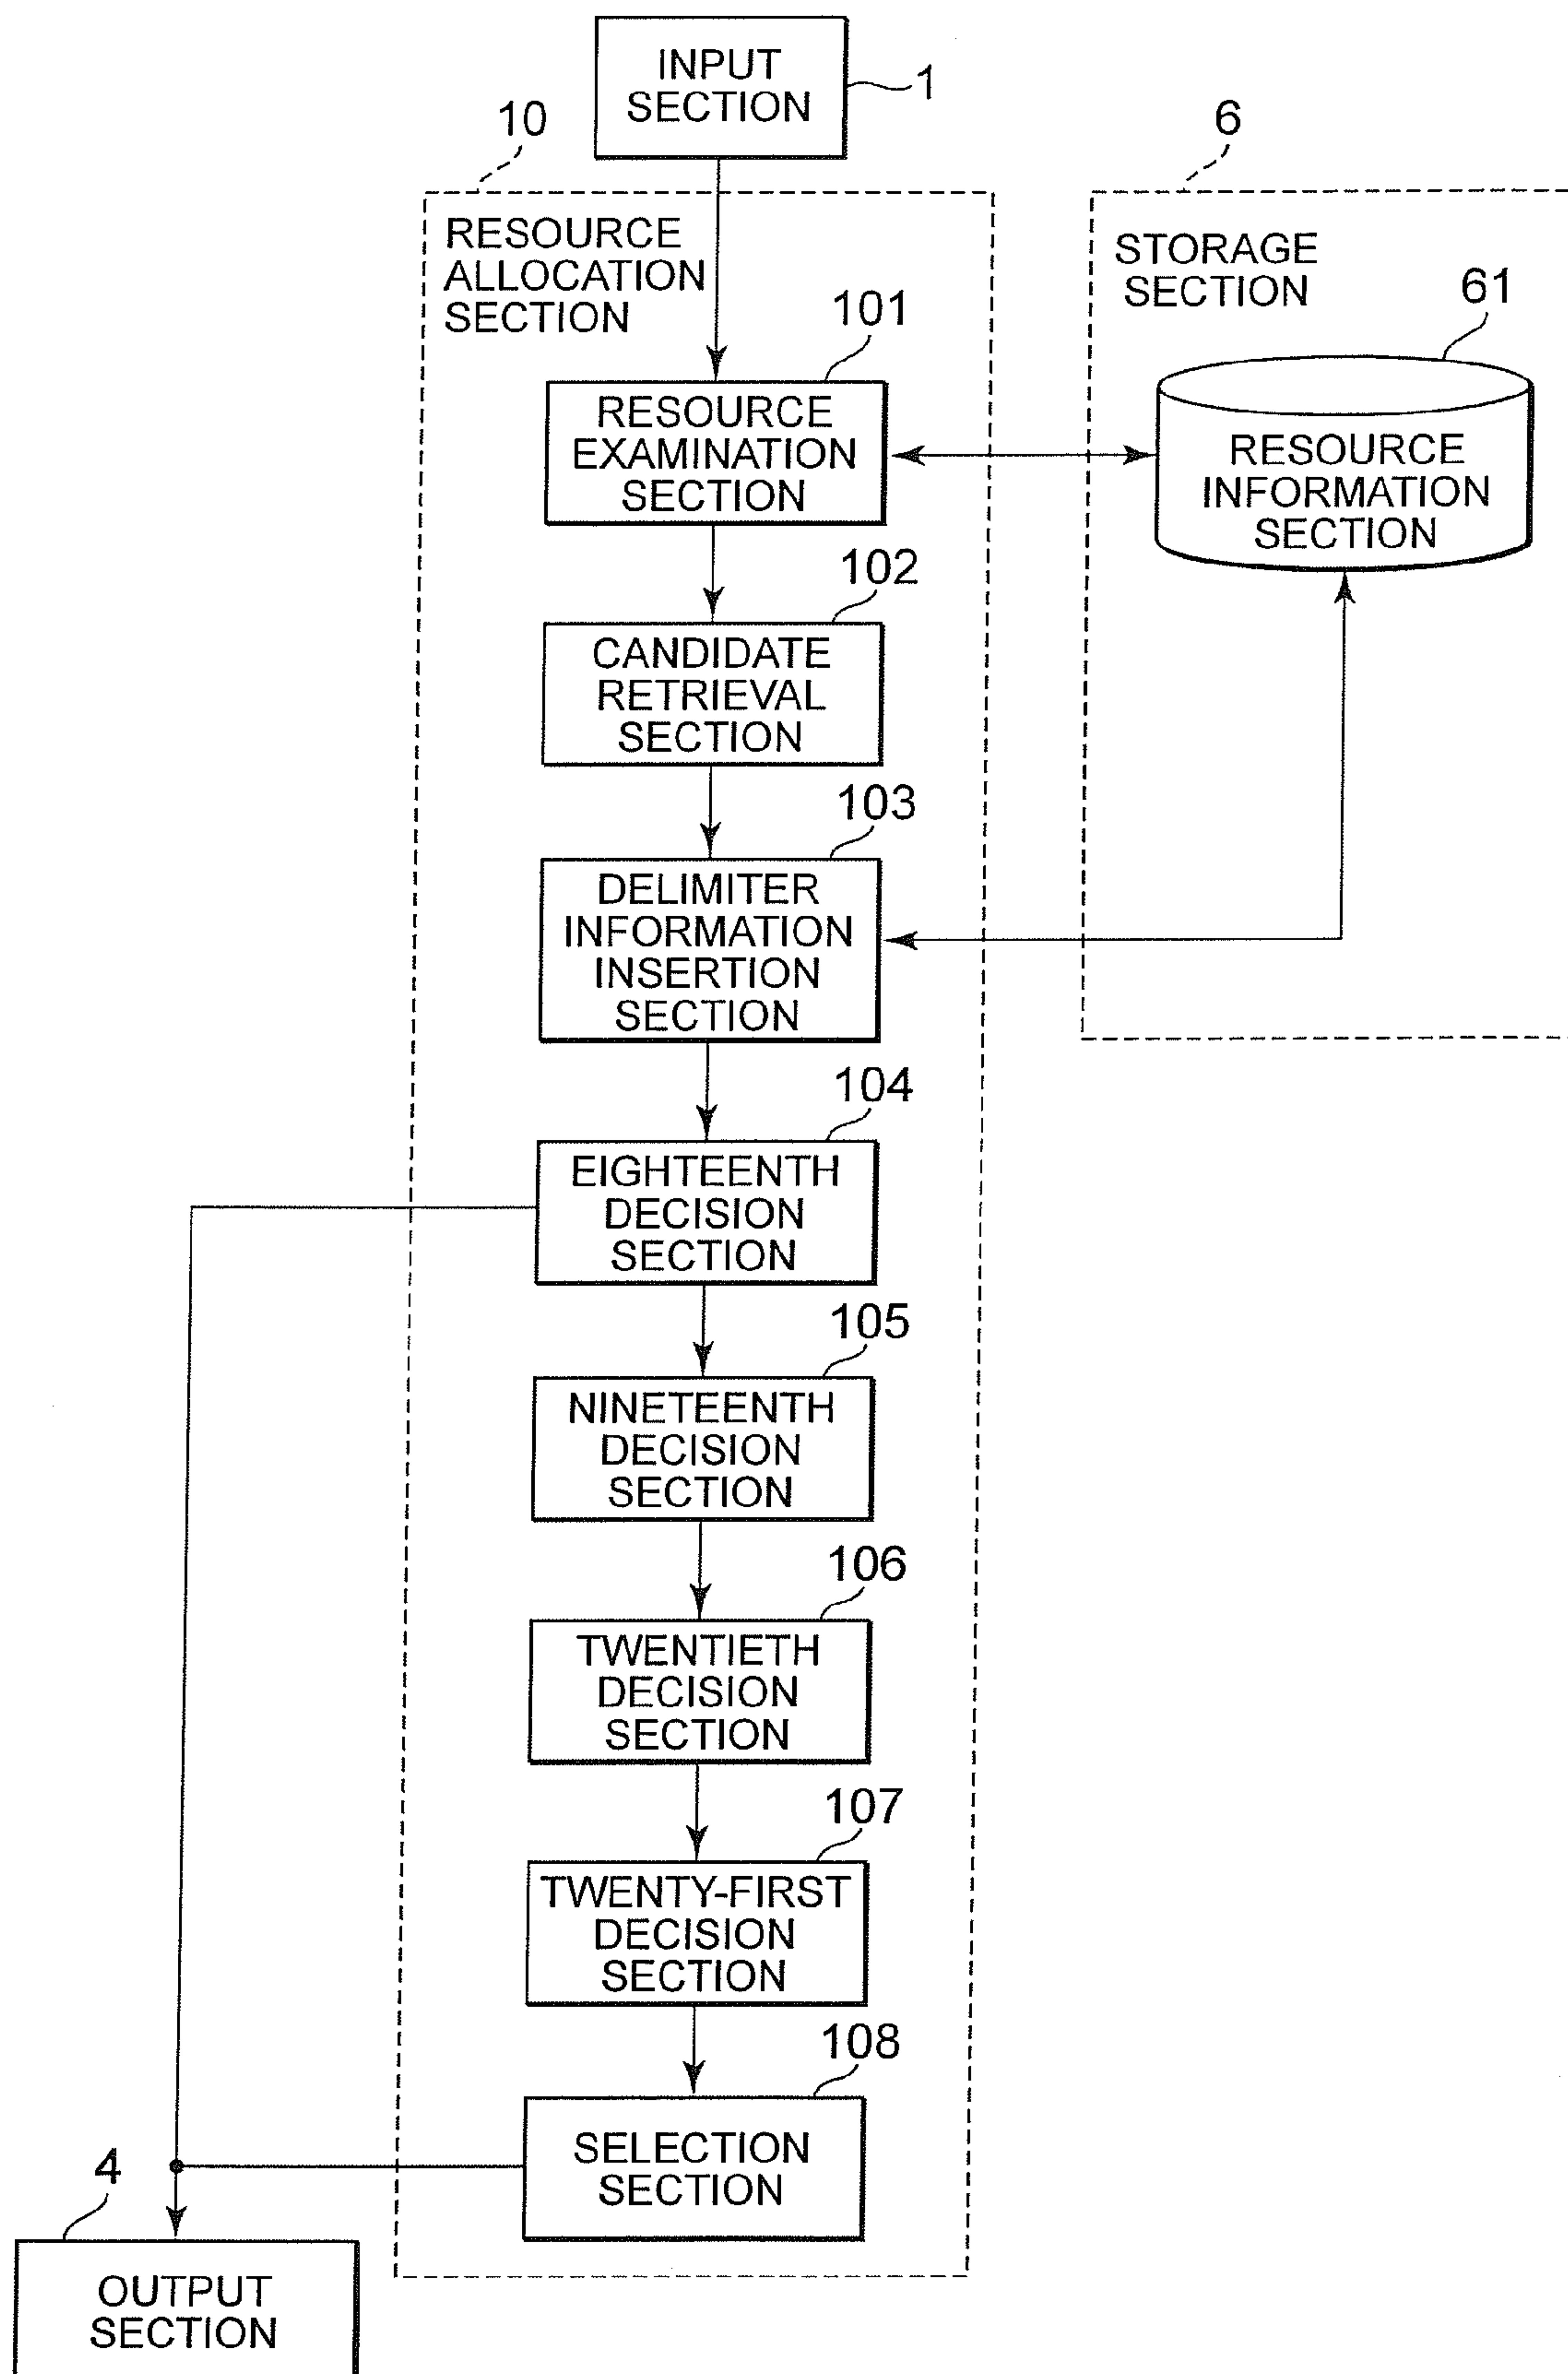 INPUT
SECTION
1
10
6
RESOURCE
ALLOCATION
SECTION
STORAGE
SECTION
101
61
RESOURCE
EXAMINATION
SECTION
RESOURCE
INFORMATION
SECTION
102
CANDIDATE
RETRIEVAL
SECTION
103
DELIMITER
INFORMATION
INSERTION
SECTION
104
EIGHTEENTH
DECISION
SECTION
105
NINETEENTH
DECISION
SECTION
106
TWENTIETH
DECISION
SECTION
107
TWENTY-FIRST
DECISION
SECTION
108
SELECTION
SECTION
4
OUTPUT
SECTION